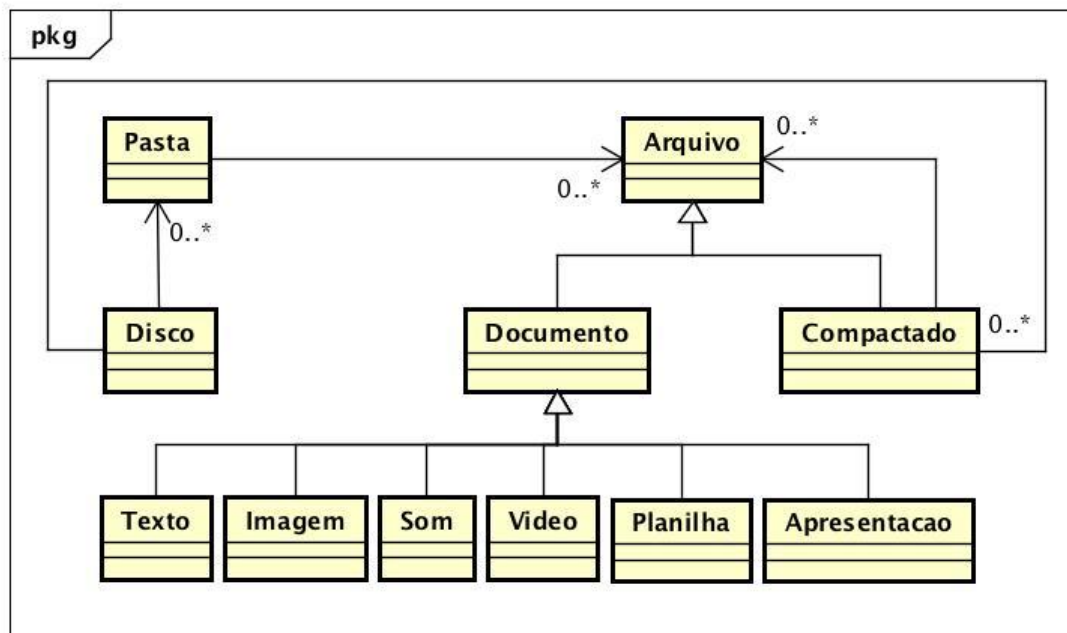 pkg
Pasta
Arquivo
0..*
0..*
0..*
Disco
Documento
Compactado
0..*
Texto
Imagem
Som
Video
Planilha
Apresentacao